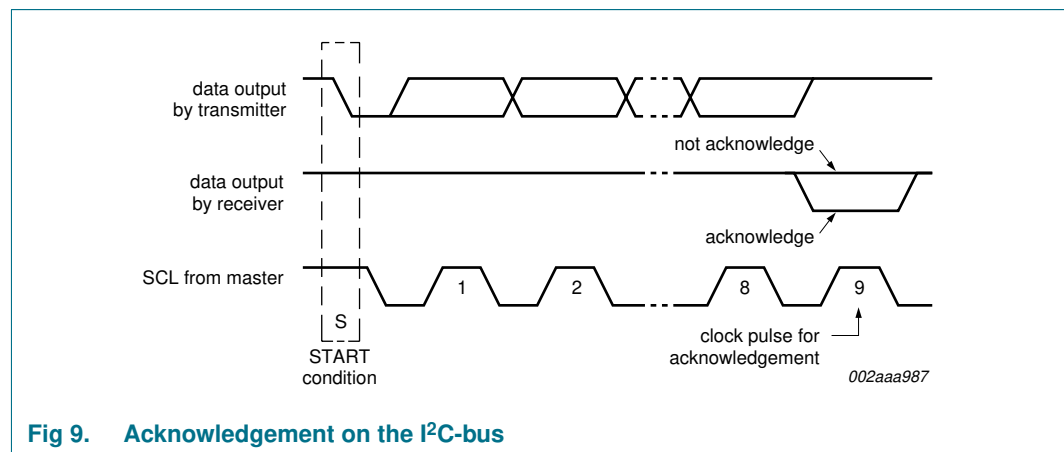 data output
by transmitter
not acknowledge
data output
by receiver
acknowledge
SCL from master
1
2
8
9
S
START
condition
clock pulse for
acknowledgement
002aaa987
Fig 9. Acknowledgement on the I²C-bus